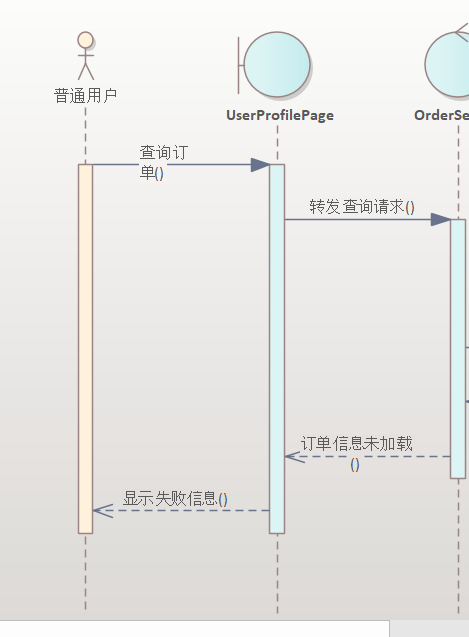 普通用户
UserProfilePage
OrderSe
查询订
单()
转发查询请求()
订单信息未加载
()
显示失败信息()